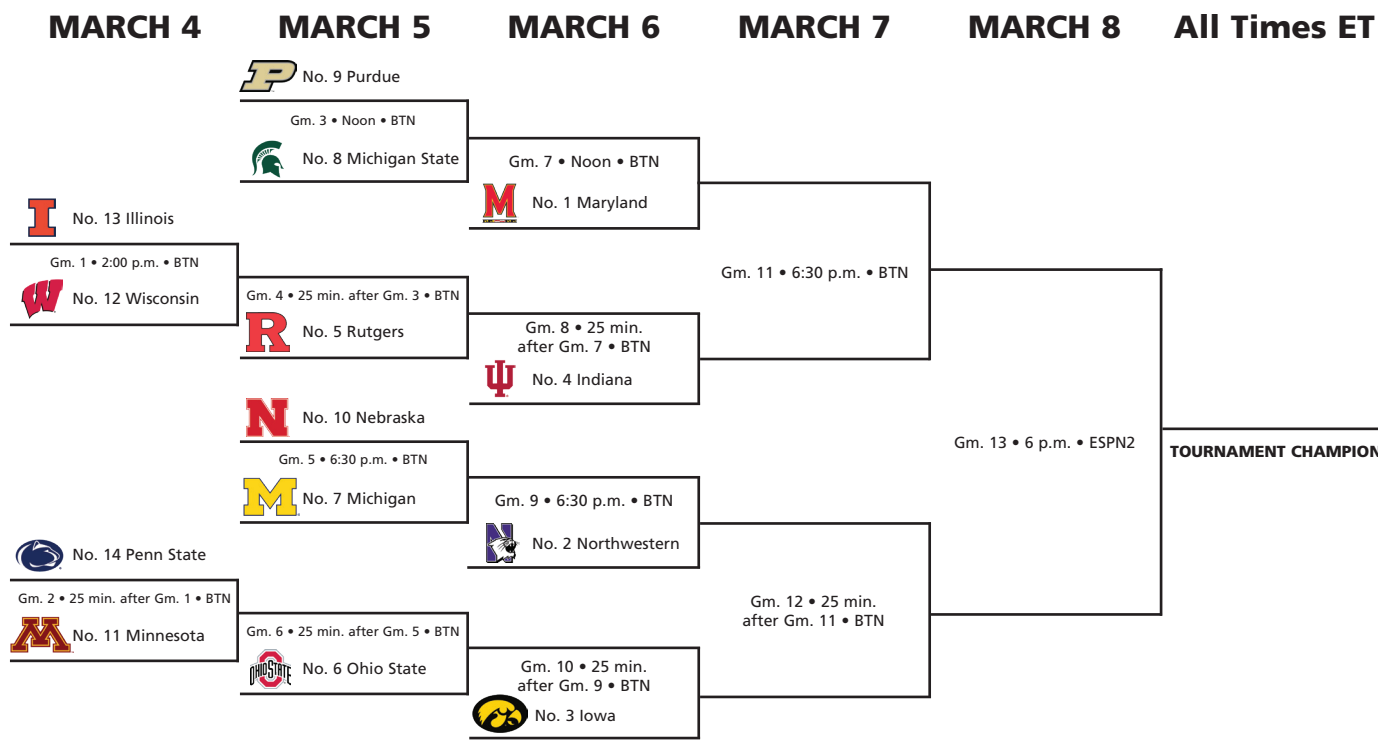 MARCH 4
MARCH 5
MARCH 6
MARCH 7
MARCH 8
All Times ET
No. 9 Purdue
Gm. 3 • Noon • BTN
No. 8 Michigan State
Gm. 7 • Noon • BTN
No. 1 Maryland
No. 13 Illinois
Gm. 1 • 2:00 p.m. • BTN
No. 12 Wisconsin
Gm. 4 • 25 min. after Gm. 3 • BTN
No. 5 Rutgers
Gm. 11 • 6:30 p.m. • BTN
Gm. 8 • 25 min.
after Gm. 7 • BTN
No. 4 Indiana
No. 10 Nebraska
Gm. 5 • 6:30 p.m. • BTN
No. 7 Michigan
Gm. 9 • 6:30 p.m. • BTN
No. 2 Northwestern
Gm. 13 • 6 p.m. • ESPN2
TOURNAMENT CHAMPION
No. 14 Penn State
Gm. 2 • 25 min. after Gm. 1 • BTN
No. 11 Minnesota
Gm. 6 • 25 min. after Gm. 5 • BTN
OHIO STATE
No. 6 Ohio State
Gm. 12 • 25 min.
after Gm. 11 • BTN
Gm. 10 • 25 min.
after Gm. 9 • BTN
No. 3 Iowa